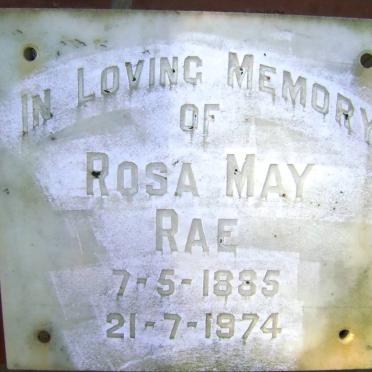 IN LOVING MEMORY
OF
ROSA MAY
RAE
7-5-1885
21-7-1974